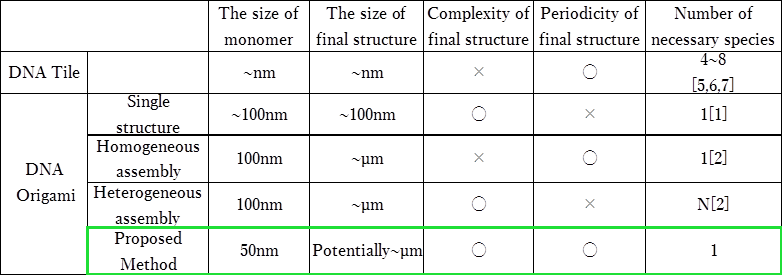 The size of monomer The size of final structure Complexity of final structure Periodicity of final structure Number of necessary species
DNA Tile ~nm ~nm × ○ 4~8 [5,6,7]
DNA Origami
Single structure ~100nm ~100nm ○ × 1[1]
Homogeneous assembly 100nm ~μm × ○ 1[2]
Heterogeneous assembly 100nm ~μm ○ × N[2]
Proposed Method 50nm Potentially~μm ○ ○ 1